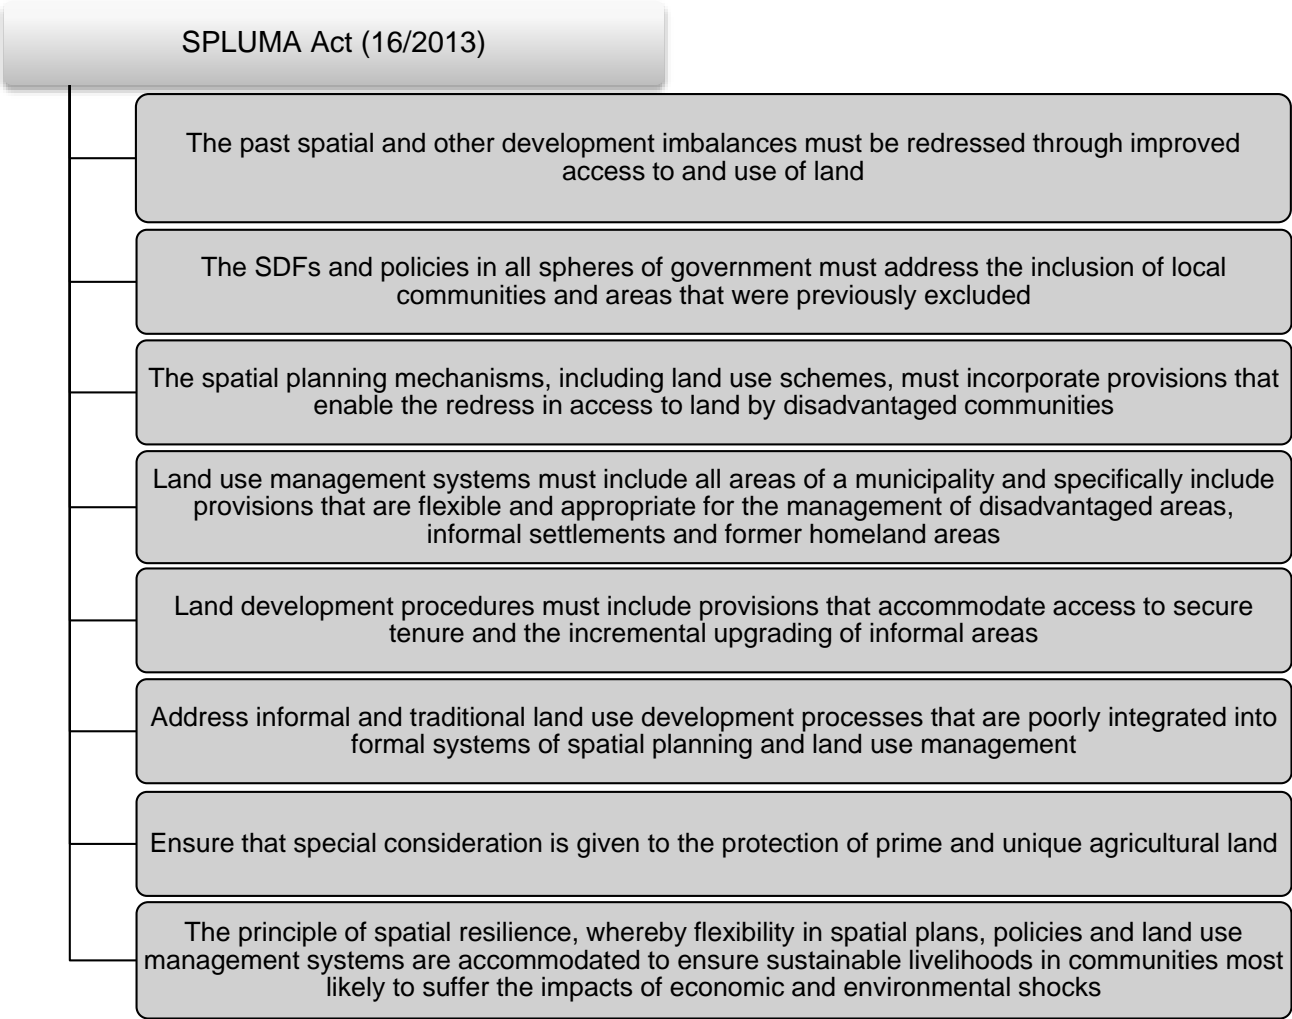 SPLUMA Act (16/2013)
The past spatial and other development imbalances must be redressed through improved
access to and use of land
The SDFs and policies in all spheres of government must address the inclusion of local
communities and areas that were previously excluded
The spatial planning mechanisms, including land use schemes, must incorporate provisions that
enable the redress in access to land by disadvantaged communities
Land use management systems must include all areas of a municipality and specifically include
provisions that are flexible and appropriate for the management of disadvantaged areas,
informal settlements and former homeland areas
Land development procedures must include provisions that accommodate access to secure
tenure and the incremental upgrading of informal areas
Address informal and traditional land use development processes that are poorly integrated into
formal systems of spatial planning and land use management
Ensure that special consideration is given to the protection of prime and unique agricultural land
The principle of spatial resilience, whereby flexibility in spatial plans, policies and land use
management systems are accommodated to ensure sustainable livelihoods in communities most
likely to suffer the impacts of economic and environmental shocks